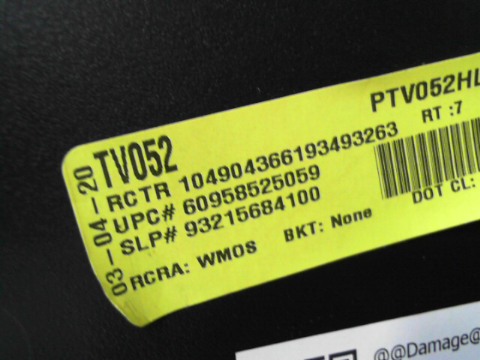 03-04-20
TV052
PTV052HL
RCTR 104904366193493263
RT :7
UPC# 60958525059
SLP# 93215684100
DOT CL:
RCRA: WMOS BKT: None
@@Damage@